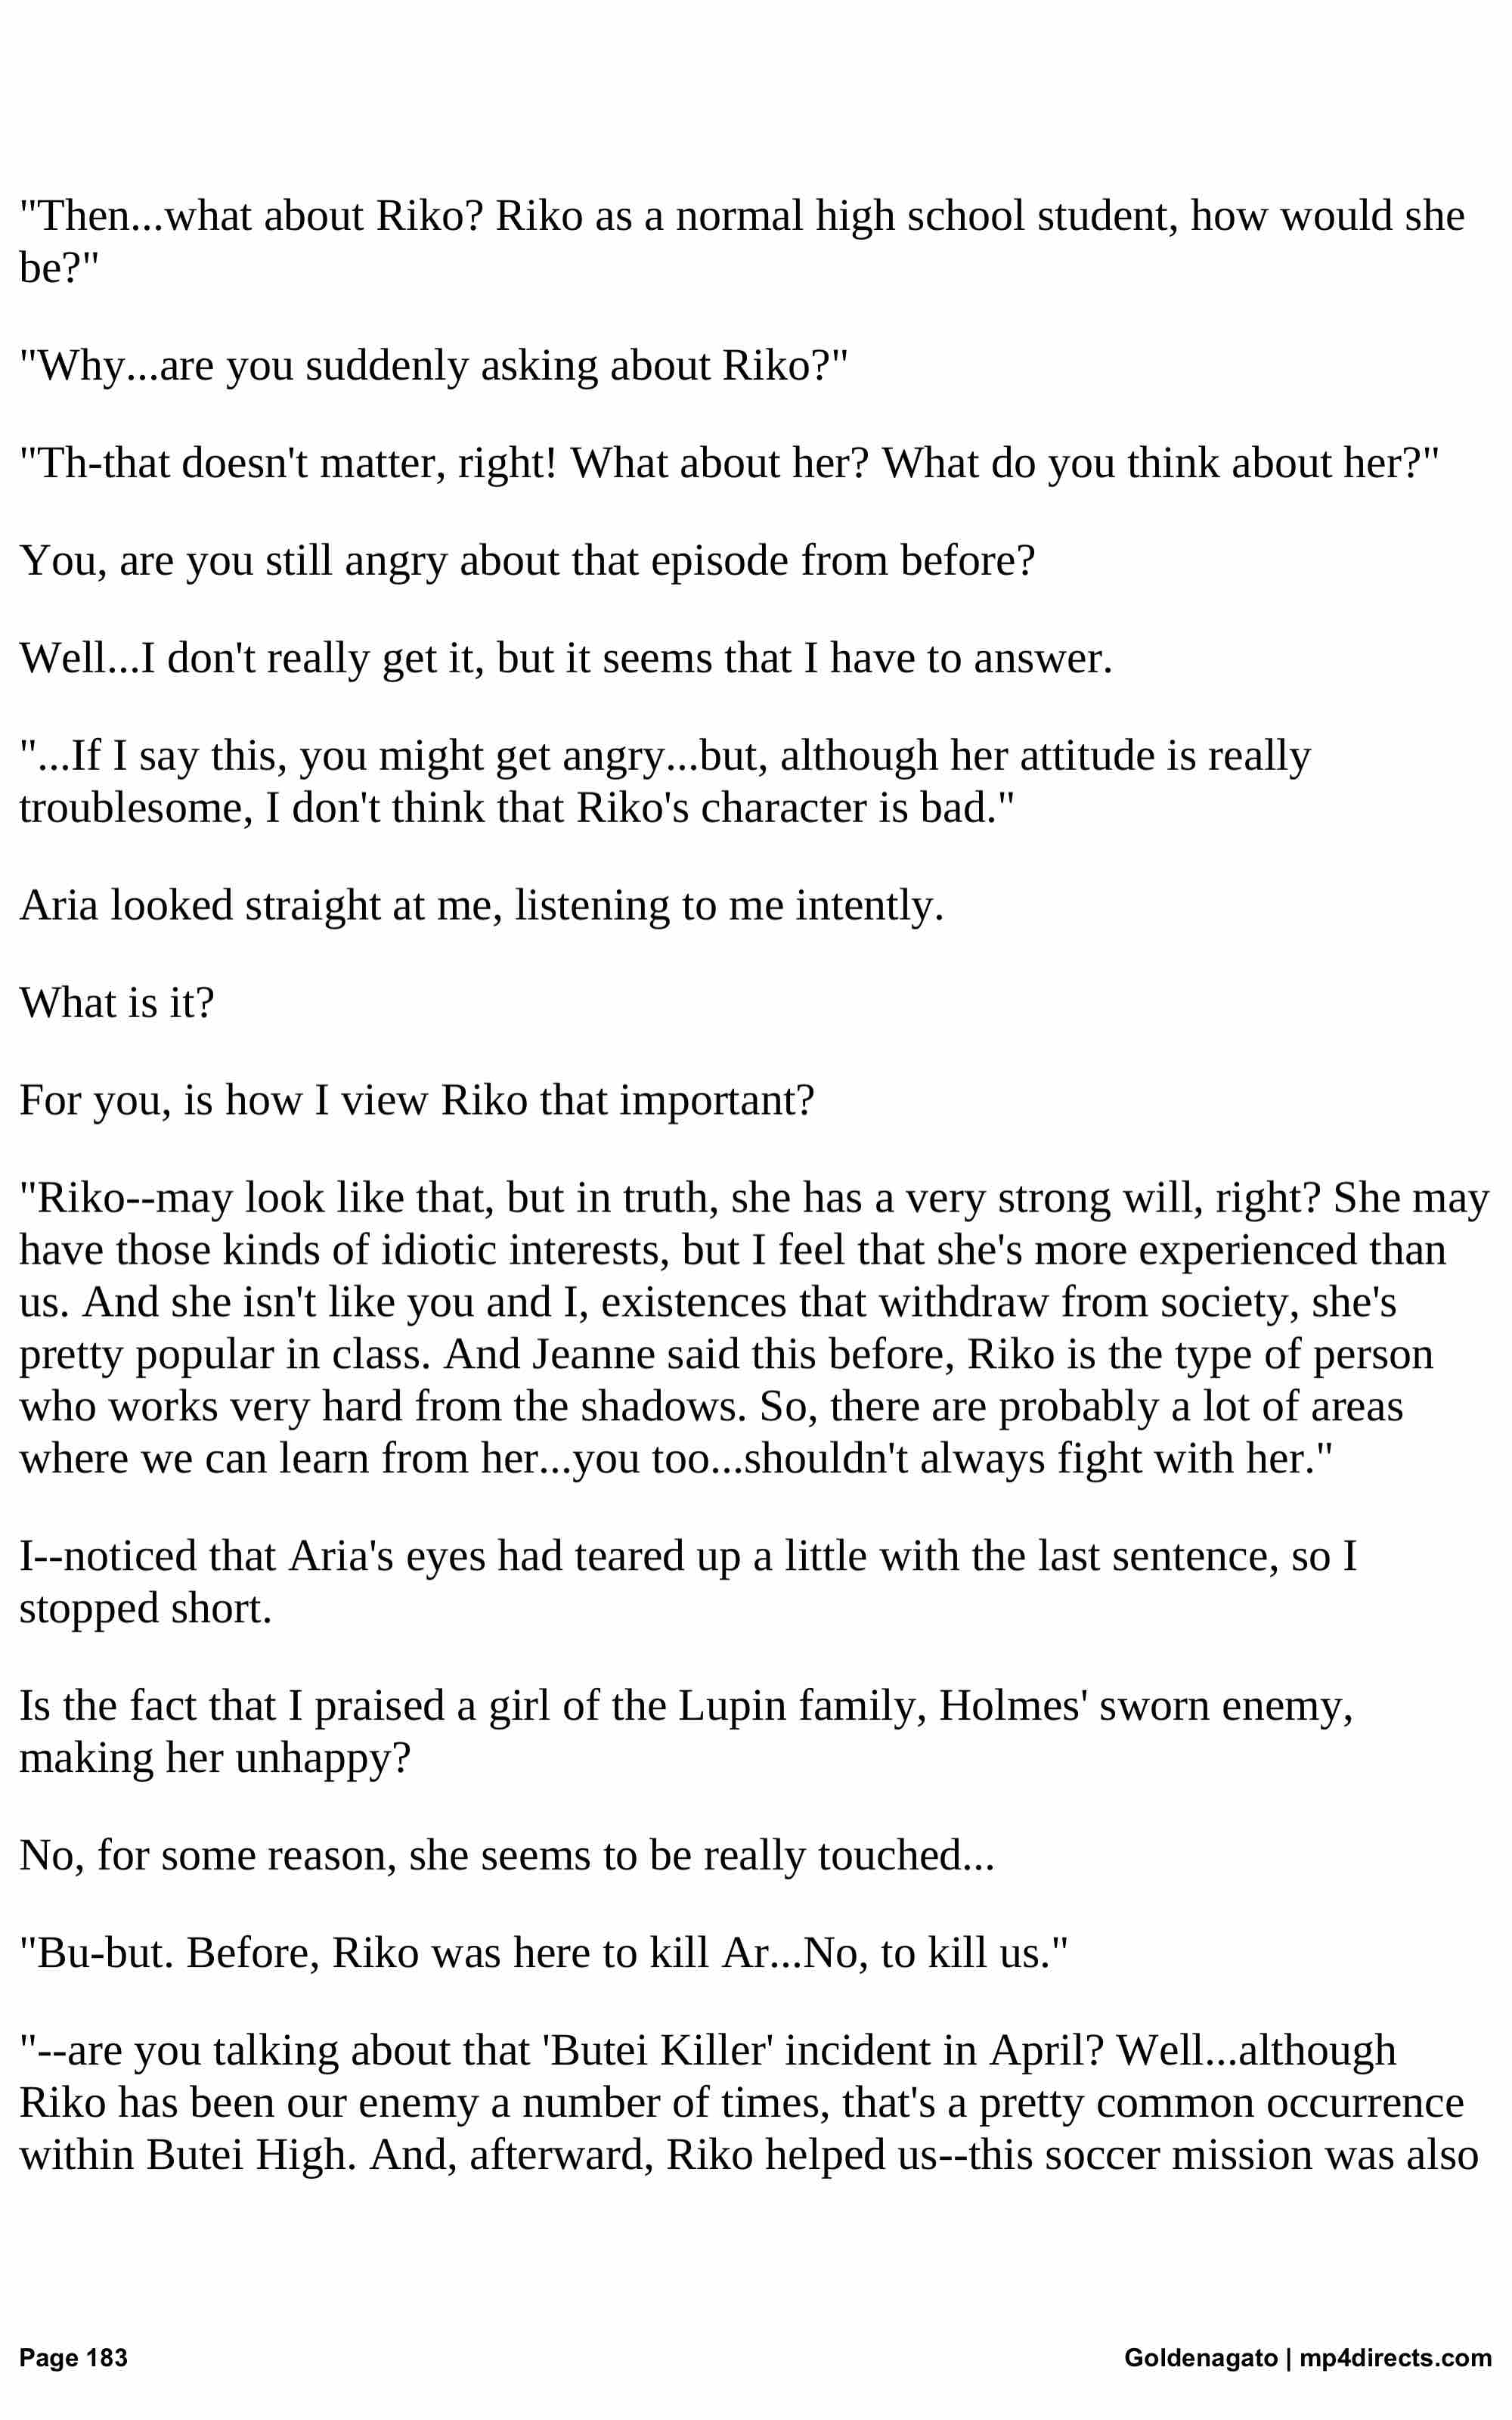 "Then...what about Riko? Riko as a normal high school student, how would she
be?"
"Why...are you suddenly asking about Riko?"
"Th-that doesn't matter, right! What about her? What do you think about her?"
You, are you still angry about that episode from before?
Well...I don't really get it, but it seems that I have to answer.
"...If I say this, you might get angry...but, although her attitude is really
troublesome, I don't think that Riko's character is bad."
Aria looked straight at me, listening to me intently.
What is it?
For you, is how I view Riko that important?
"Riko--may look like that, but in truth, she has a very strong will, right? She may
have those kinds of idiotic interests, but I feel that she's more experienced than
us. And she isn't like you and I, existences that withdraw from society, she's
pretty popular in class. And Jeanne said this before, Riko is the type of person
who works very hard from the shadows. So, there are probably a lot of areas
where we can learn from her...you too...shouldn't always fight with her."
I--noticed that Aria's eyes had teared up a little with the last sentence, so I
stopped short.
Is the fact that I praised a girl of the Lupin family, Holmes' sworn enemy,
making her unhappy?
No, for some reason, she seems to be really touched...
"Bu-but. Before, Riko was here to kill Ar...No, to kill us."
"--are you talking about that 'Butei Killer' incident in April? Well...although
Riko has been our enemy a number of times, that's a pretty common occurrence
within Butei High. And, afterward, Riko helped us--this soccer mission was also
Page 183
Goldenagato | mp4directs.com